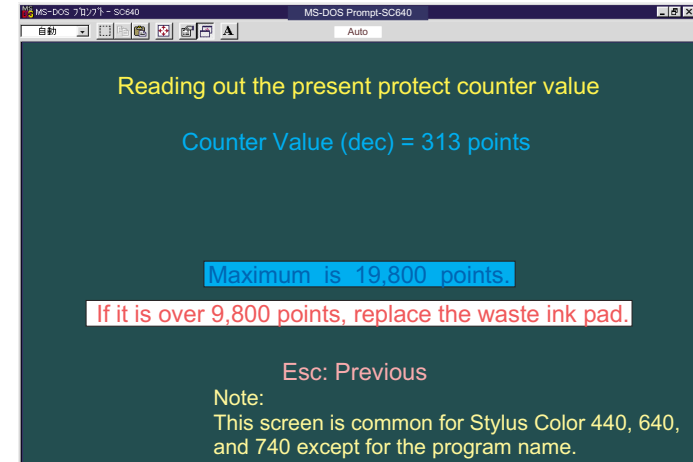 MS-DOS プロンプト - SC640
MS-DOS Prompt-SC640
自動
A
Auto
Reading out the present protect counter value
Counter Value (dec) = 313 points
Maximum is 19,800 points.
If it is over 9,800 points, replace the waste ink pad.
Esc: Previous
Note:
This screen is common for Stylus Color 440, 640,
and 740 except for the program name.